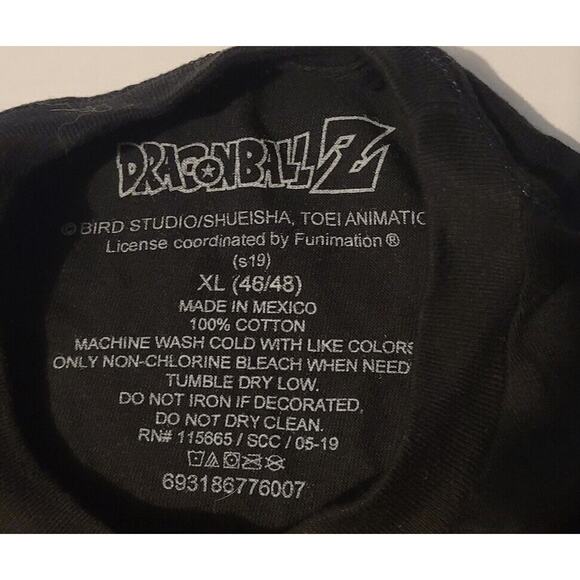 DRAGONBALL Z
© BIRD STUDIO/SHUEISHA, TOEI ANIMATIC
License coordinated by Funimation ®
(s19)
XL (46/48)
MADE IN MEXICO
100% COTTON
MACHINE WASH COLD WITH LIKE COLORS
ONLY NON-CHLORINE BLEACH WHEN NEED
TUMBLE DRY LOW.
DO NOT IRON IF DECORATED.
DO NOT DRY CLEAN.
RN# 115665 / SCC / 05-19
693186776007